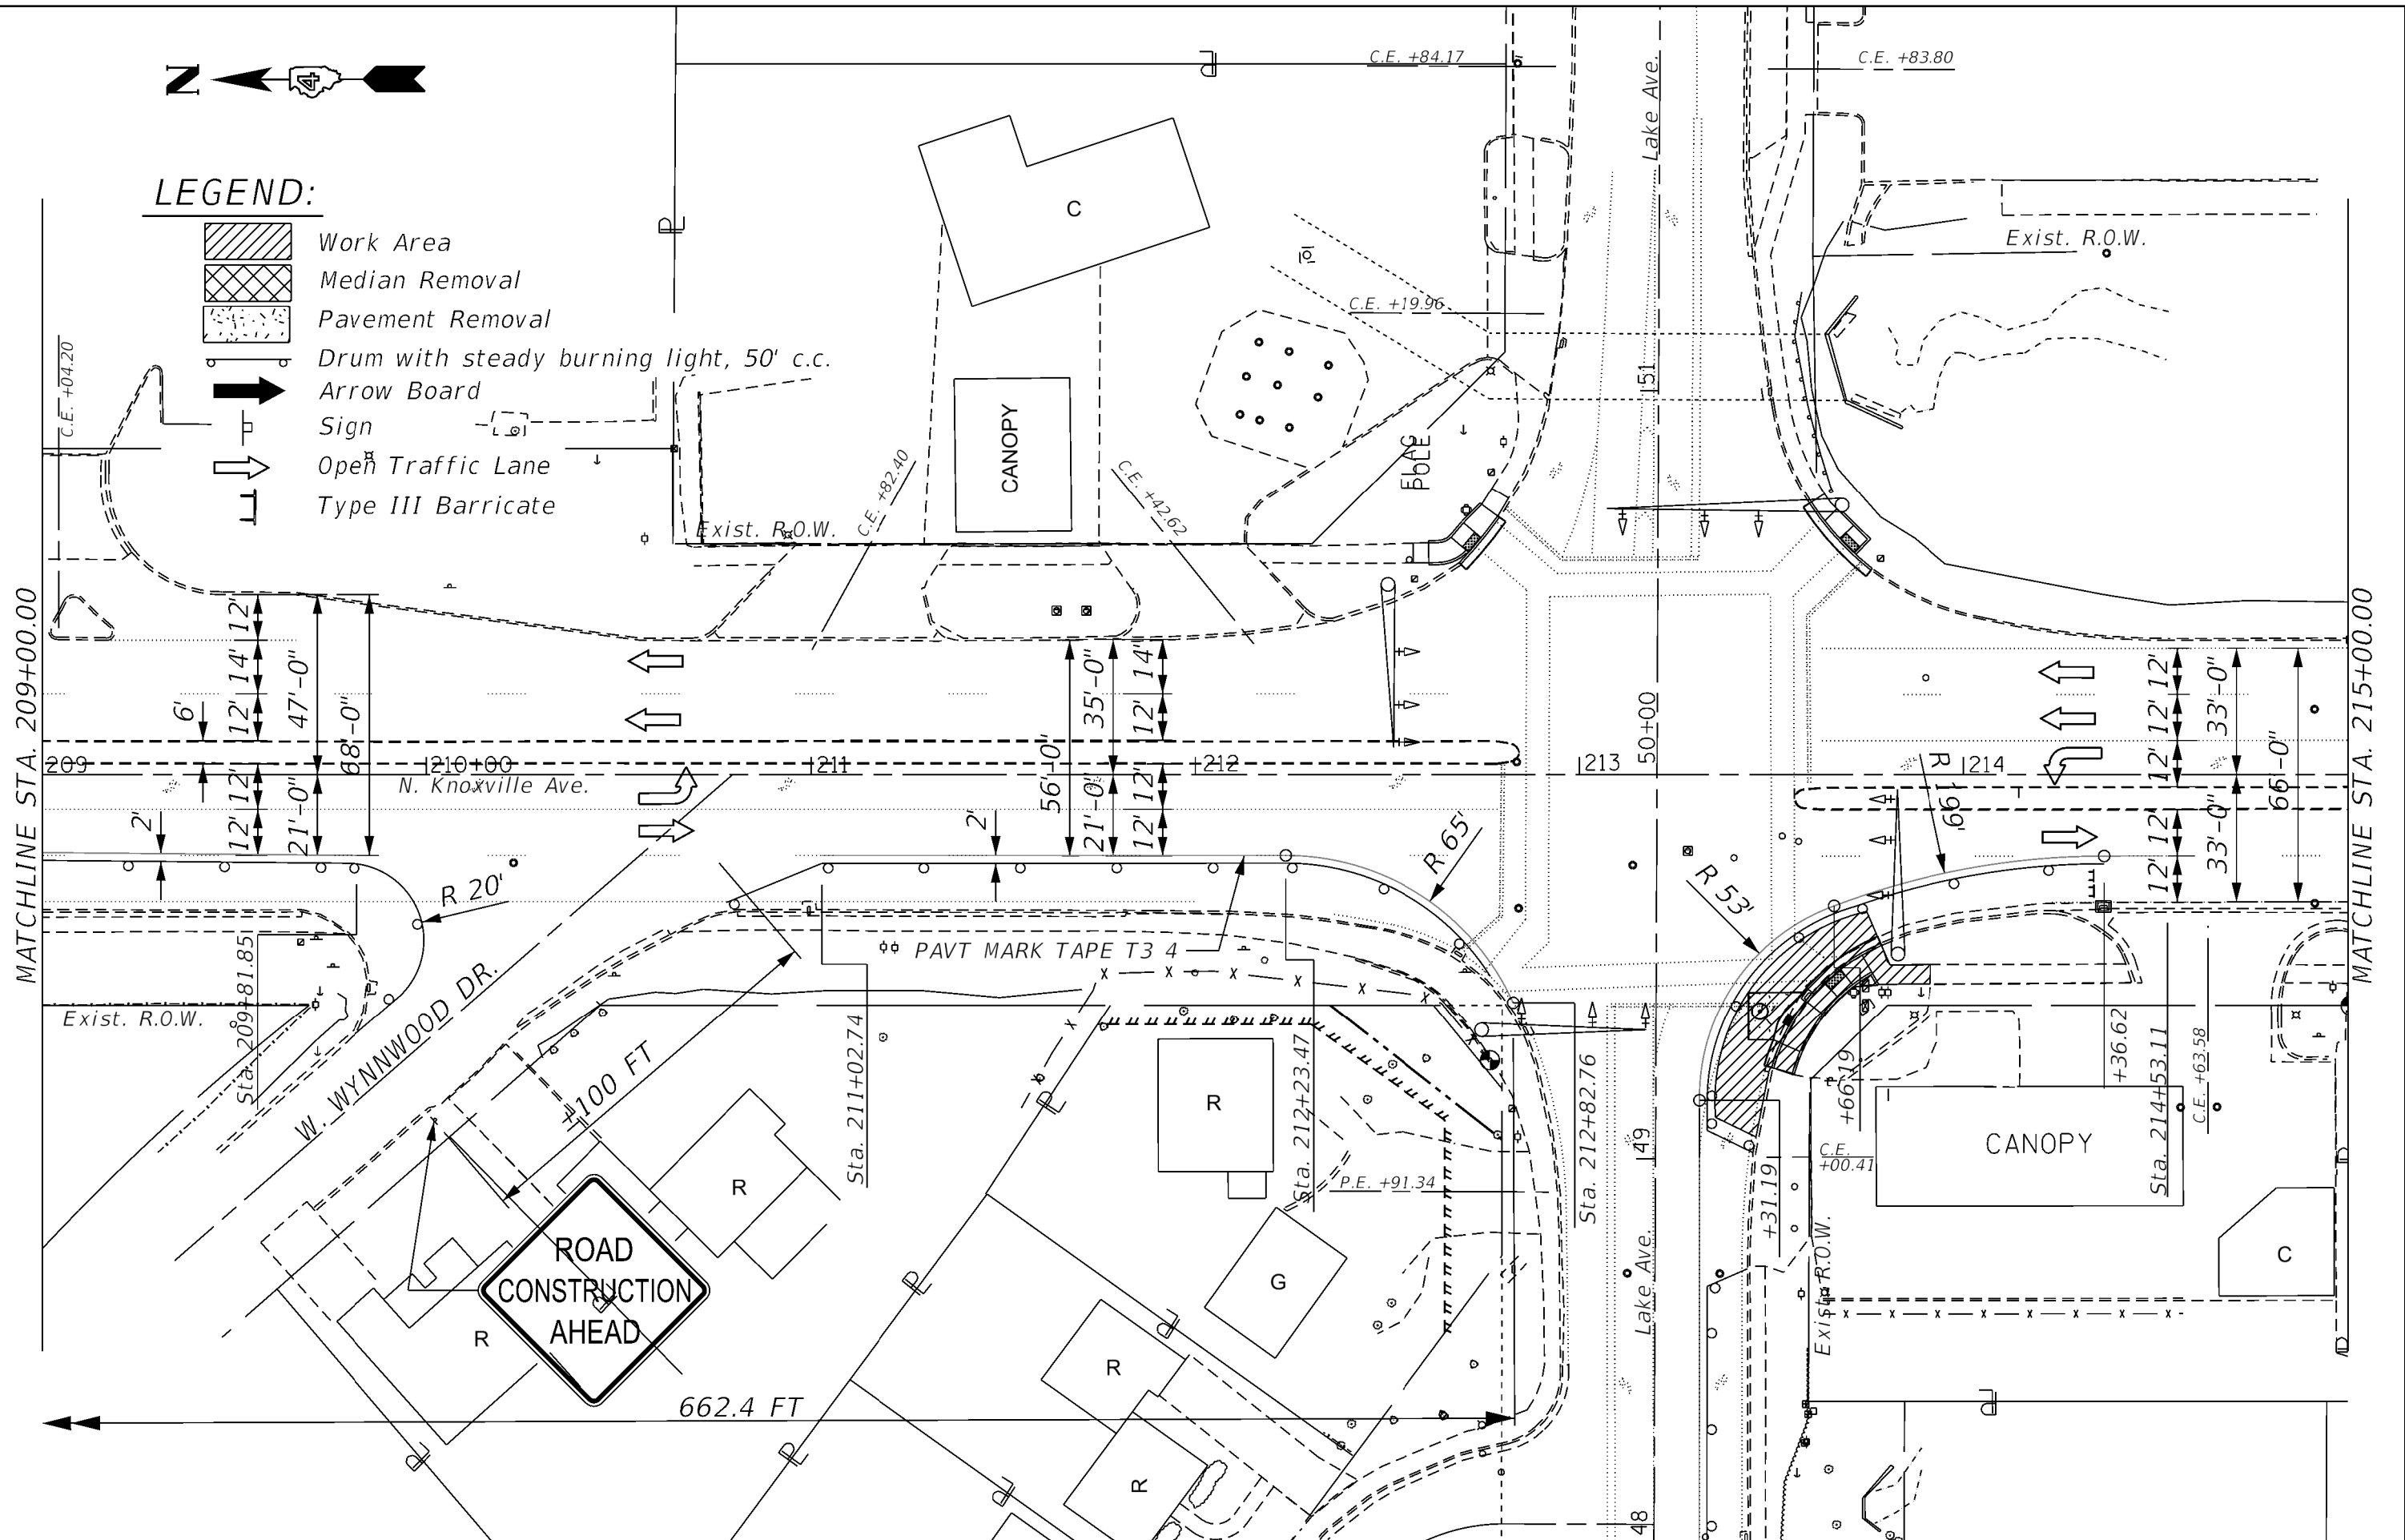 N
4
LEGEND:
Work Area
Median Removal
Pavement Removal
Drum with steady burning light, 50' c.c.
Arrow Board
Sign
Open Traffic Lane
Type III Barricate
C.E. +84.17
Lake Ave.
C.E. +83.80
C
Exist. R.O.W.
C.E. +19.96
C.E. +04.20
CANOPY
FLAG
POLE
51
C.E. +82.40
C.E. +42.62
Exist. R.O.W.
MATCHLINE STA. 209+00.00
MATCHLINE STA. 215+00.00
12'
14'
12'
6'
47'-0"
68'-0"
12'
12'
21'-0"
2'
209
210+00
211
212
213
214
N. Knoxville Ave.
50+00
14"
12'
35'-0"
56'-0"
12'
12'
21'-0"
2'
12'
12'
12'
33'-0"
66'-0"
12'
12'
33'-0"
R 199'
R 65'
R 53'
R 20'
PAVT MARK TAPE T3 4
Exist. R.O.W.
Sta. 209+81.85
W. WYNNWOOD DR.
100 FT
Sta. 211+02.74
Sta. 212+23.47
Sta. 212+82.76
+66.19
+36.62
Sta. 214+53.11
C.E. +63.58
+31.19
C.E.
+00.41
P.E. +91.34
49
CANOPY
R
R
R
G
R
R
C
Lake Ave.
Exist. R.O.W.
ROAD
CONSTRUCTION
AHEAD
662.4 FT
48